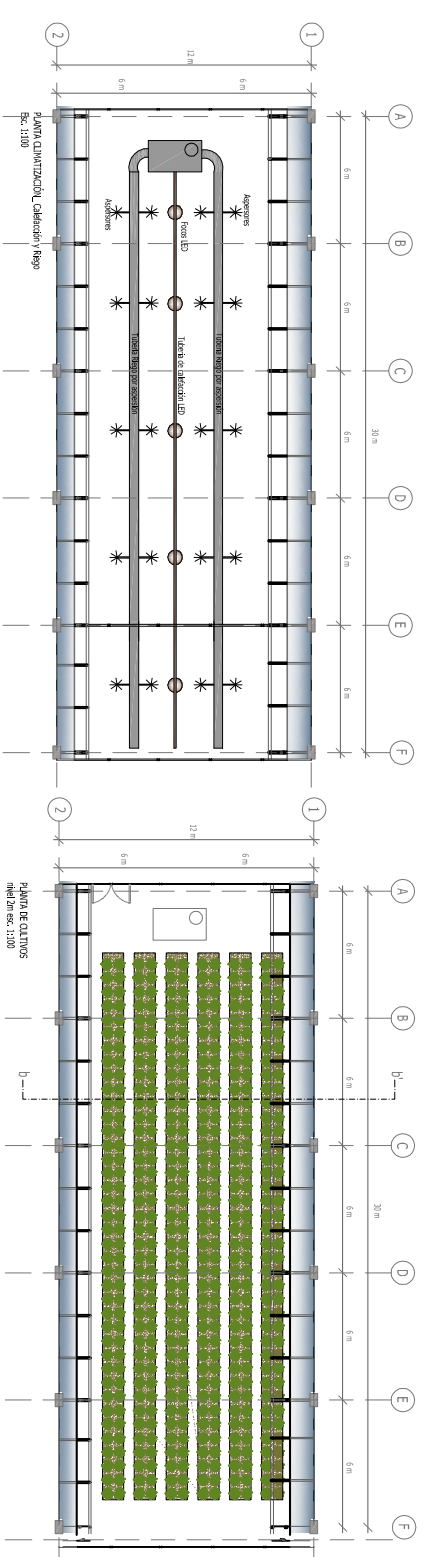 A B C D E F
30 m
6 m 6 m 6 m 6 m 6 m
1
6 m
12 m
6 m
2
Aspersores
Tubería Riego por aspersión
Focos LED
Tubería de calefacción LED
Tubería Riego por aspersión
Aspersores
PLANTA CLIMATIZACIÓN_ Calefacción y Riego
Esc. 1:100
A B C D E F
b'
30 m
6 m 6 m 6 m 6 m 6 m
1
6 m
12 m
6 m
2
b
PLANTA DE CULTIVOS
nivel 2m esc. 1:100